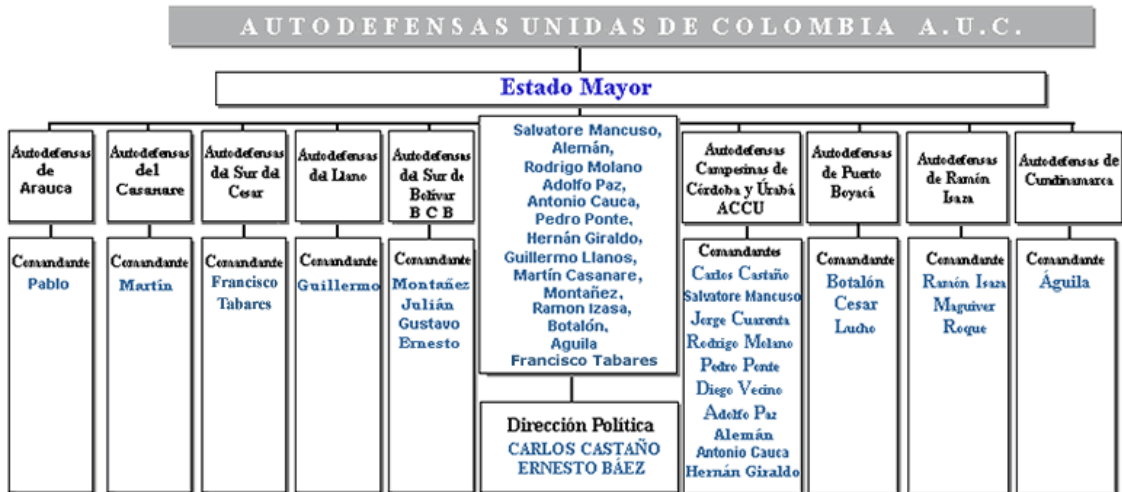 AUTODEFENSAS UNIDAS DE COLOMBIA A.U.C.
Estado Mayor
Autodefensas
de
Arauca
Comandante
Pablo
Autodefensas
del
Casanare
Comandante
Martín
Autodefensas
del Sur del
Cesar
Comandante
Francisco
Tabares
Autodefensas
del Llano
Comandante
Guillermo
Autodefensas
del Sur de
Bolívar
B C B
Comandante
Montañez
Julián
Gustavo
Ernesto
Salvatore Mancuso,
Alemán,
Rodrigo Molano
Adolfo Paz,
Antonio Cauca,
Pedro Ponte,
Hernán Giraldo,
Guillermo Llanos,
Martín Casanare,
Montañez,
Ramon Izasa,
Botalón,
Aguila
Francisco Tabares
Dirección Política
CARLOS CASTAÑO
ERNESTO BÁEZ
Autodefensas
Campesinas de
Córdoba y Úrabá
ACCU
Comandantes
Carlos Castaño
Salvatore Mancuso
Jorge Cuarenta
Rodrigo Molano
Pedro Ponte
Diego Vecino
Adolfo Paz
Alemán
Antonio Cauca
Hernán Giraldo
Autodefensas
de Puerto
Boyacá
Comandante
Botalón
Cesar
Lucho
Autodefensas
de Ramón
Isaza
Comandante
Ramón Isaza
Maguiver
Roque
Autodefensas de
Cundinamarca
Comandante
Águila